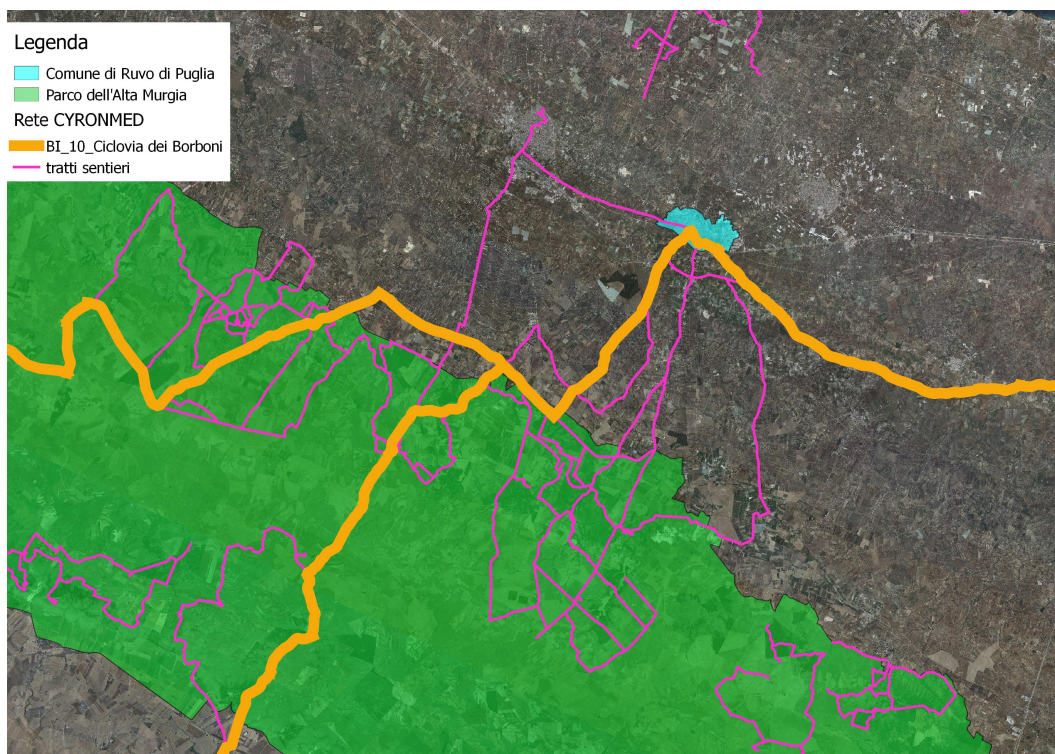 Legenda
Comune di Ruvo di Puglia
Parco dell'Alta Murgia
Rete CYRONMED
BI_10_Ciclovia dei Borboni
tratti sentieri